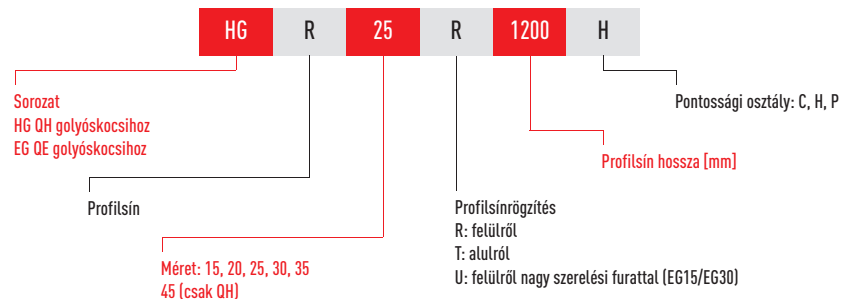 HG R 25 R 1200 H
Sorozat
HG QH golyóskocsihoz
EG QE golyóskocsihoz
Pontossági osztály: C, H, P
Profilsín hossza [mm]
Profilsín
Profilsínrögzítés
R: felülről
T: alulról
U: felülről nagy szerelési furattal (EG15/EG30)
Méret: 15, 20, 25, 30, 35
45 (csak QH)